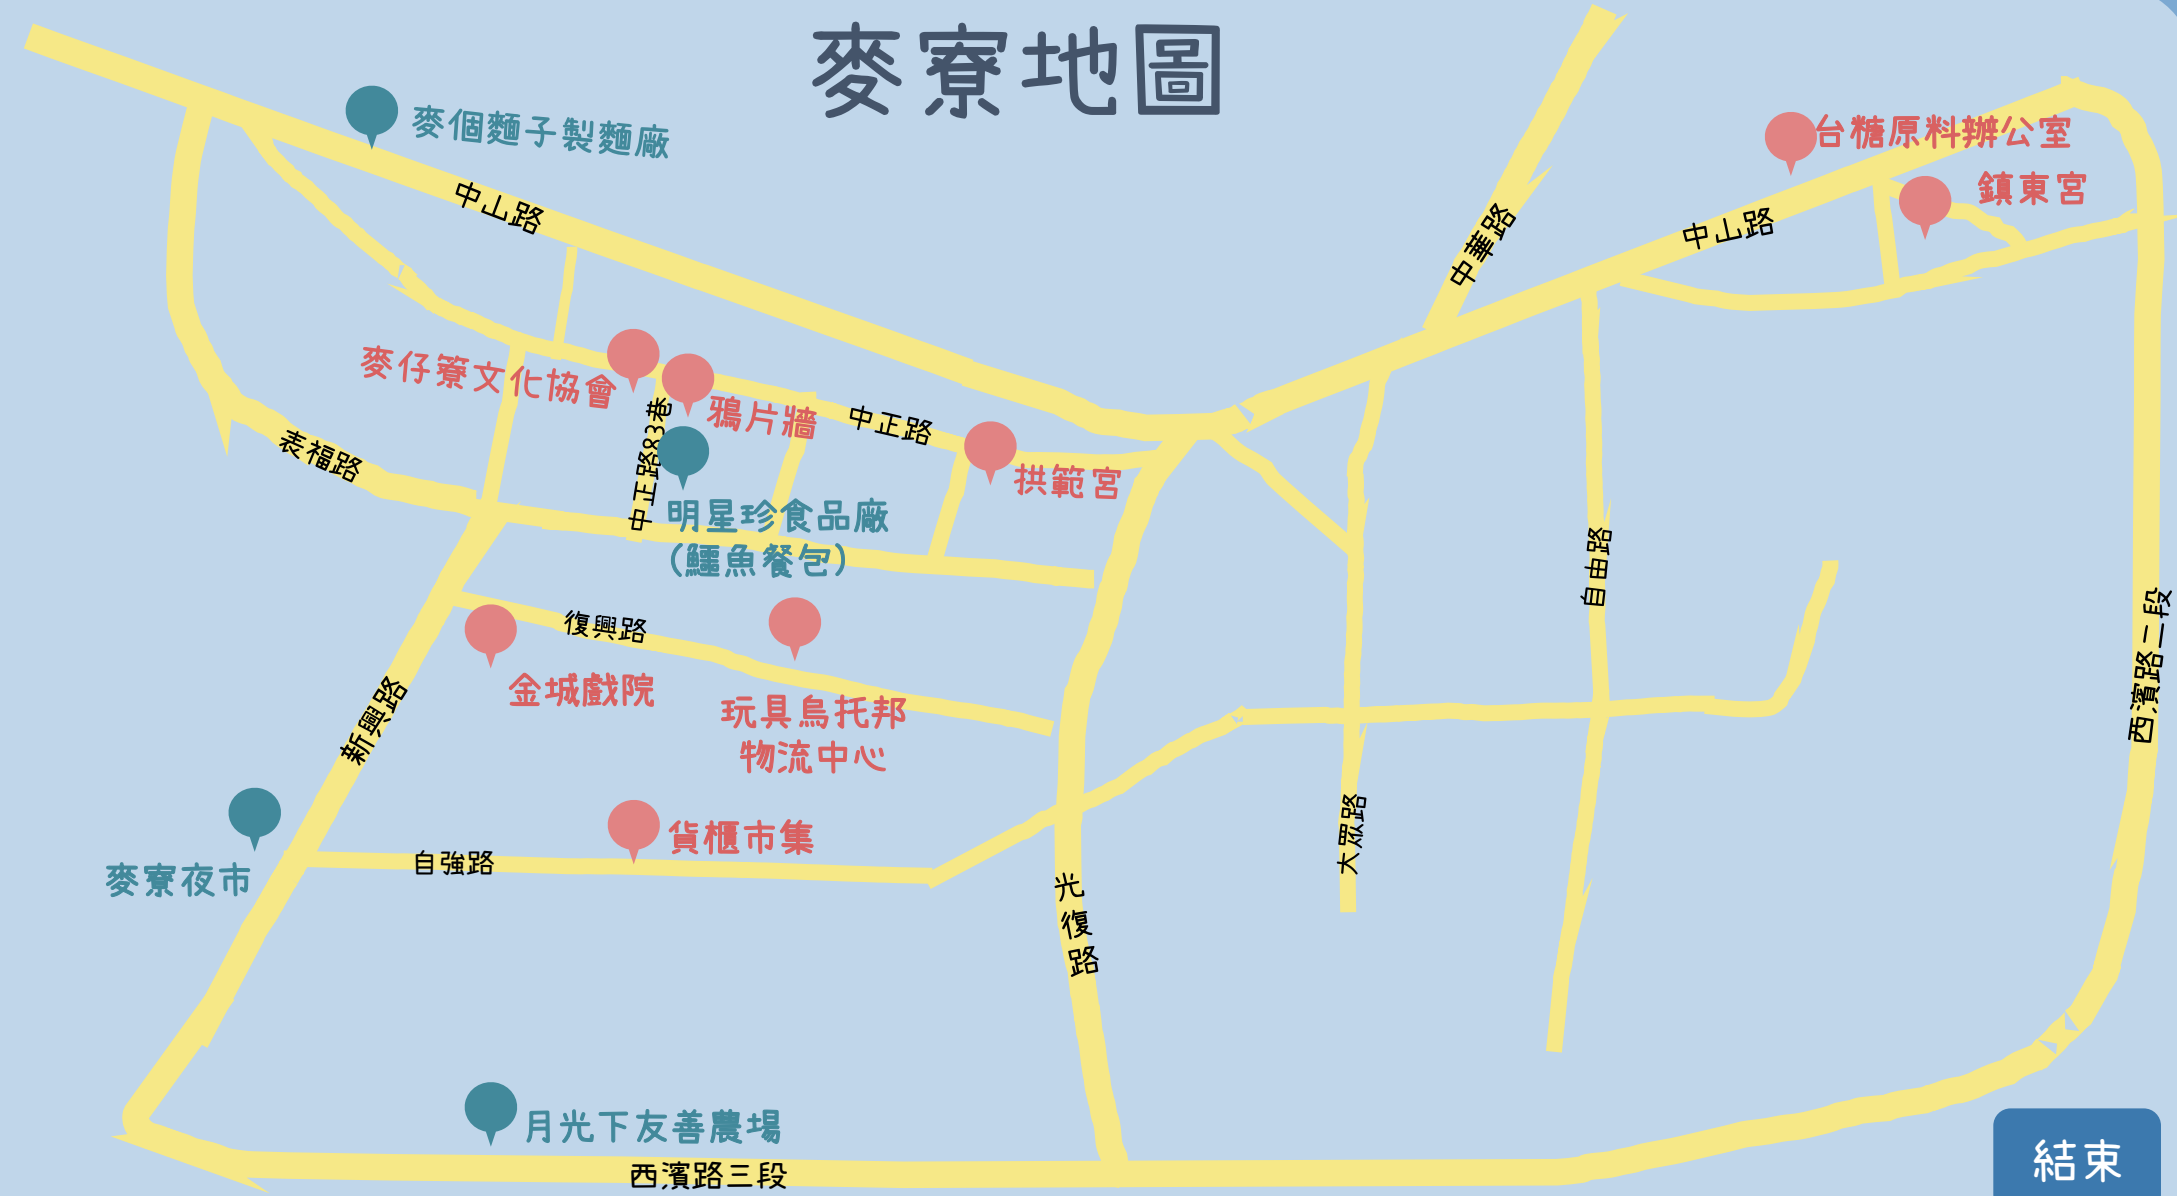 麥寮地圖
麥個麵子製麵廠
台糖原料辦公室
鎮東宮
中山路
中華路
中山路
麥仔簝文化協會
鴉片牆
中正路
中正路83巷
拱範宮
表福路
明星珍食品廠
(鱷魚餐包)
自由路
復興路
西濱路二段
金城戲院
新興路
玩具烏托邦
物流中心
貨櫃市集
大眾路
麥寮夜市
自強路
光復路
月光下友善農場
西濱路三段
結束